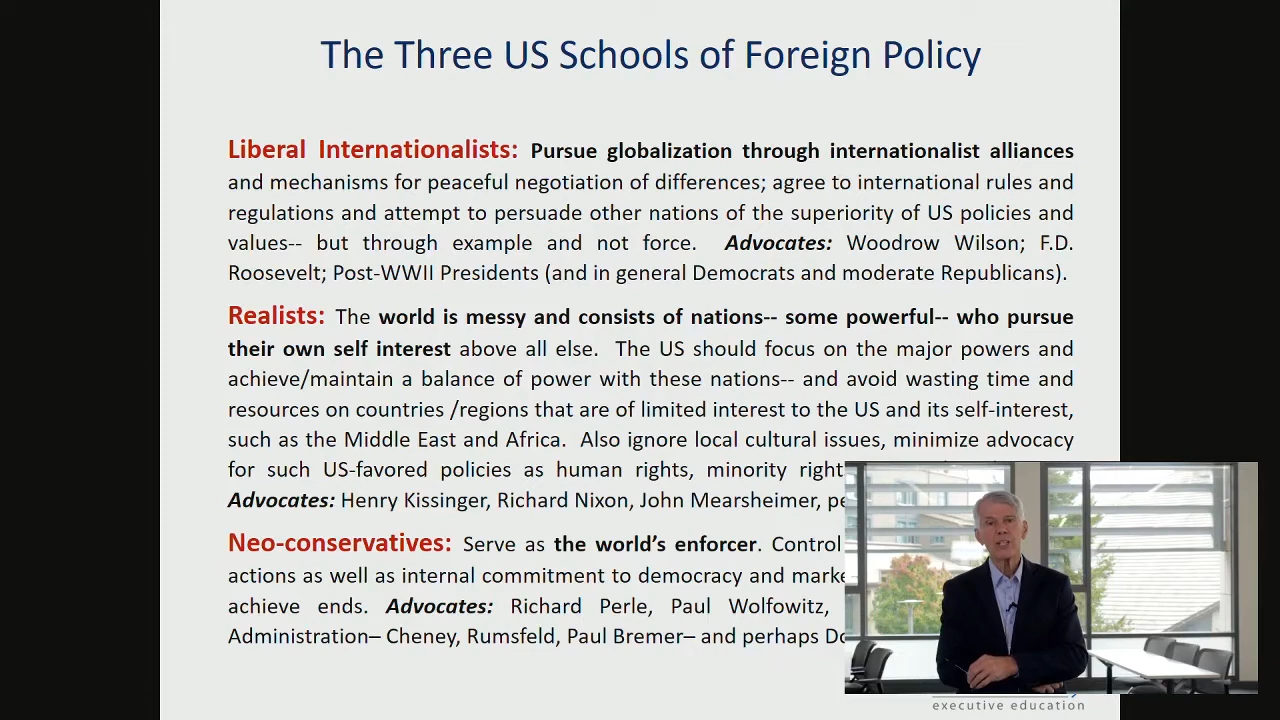 The Three US Schools of Foreign Policy
Liberal Internationalists: Pursue globalization through internationalist alliances
and mechanisms for peaceful negotiation of differences; agree to international rules and
regulations and attempt to persuade other nations of the superiority of US policies and
values-- but through example and not force. Advocates: Woodrow Wilson; F.D.
Roosevelt; Post-WWII Presidents (and in general Democrats and moderate Republicans).
Realists: The world is messy and consists of nations-- some powerful-- who pursue
their own self interest above all else. The US should focus on the major powers and
achieve/maintain a balance of power with these nations-- and avoid wasting time and
resources on countries /regions that are of limited interest to the US and its self-interest,
such as the Middle East and Africa. Also ignore local cultural issues, minimize advocacy
for such US-favored policies as human rights, minority
Advocates: Henry Kissinger, Richard Nixon, John Mearsheimer,
Neo-conservatives: Serve as the world's enforcer. Control
actions as well as internal commitment to democracy and
achieve ends. Advocates: Richard Perle, Paul Wolfowitz,
Administration– Cheney, Rumsfeld, Paul Bremer– and perhaps
executive education